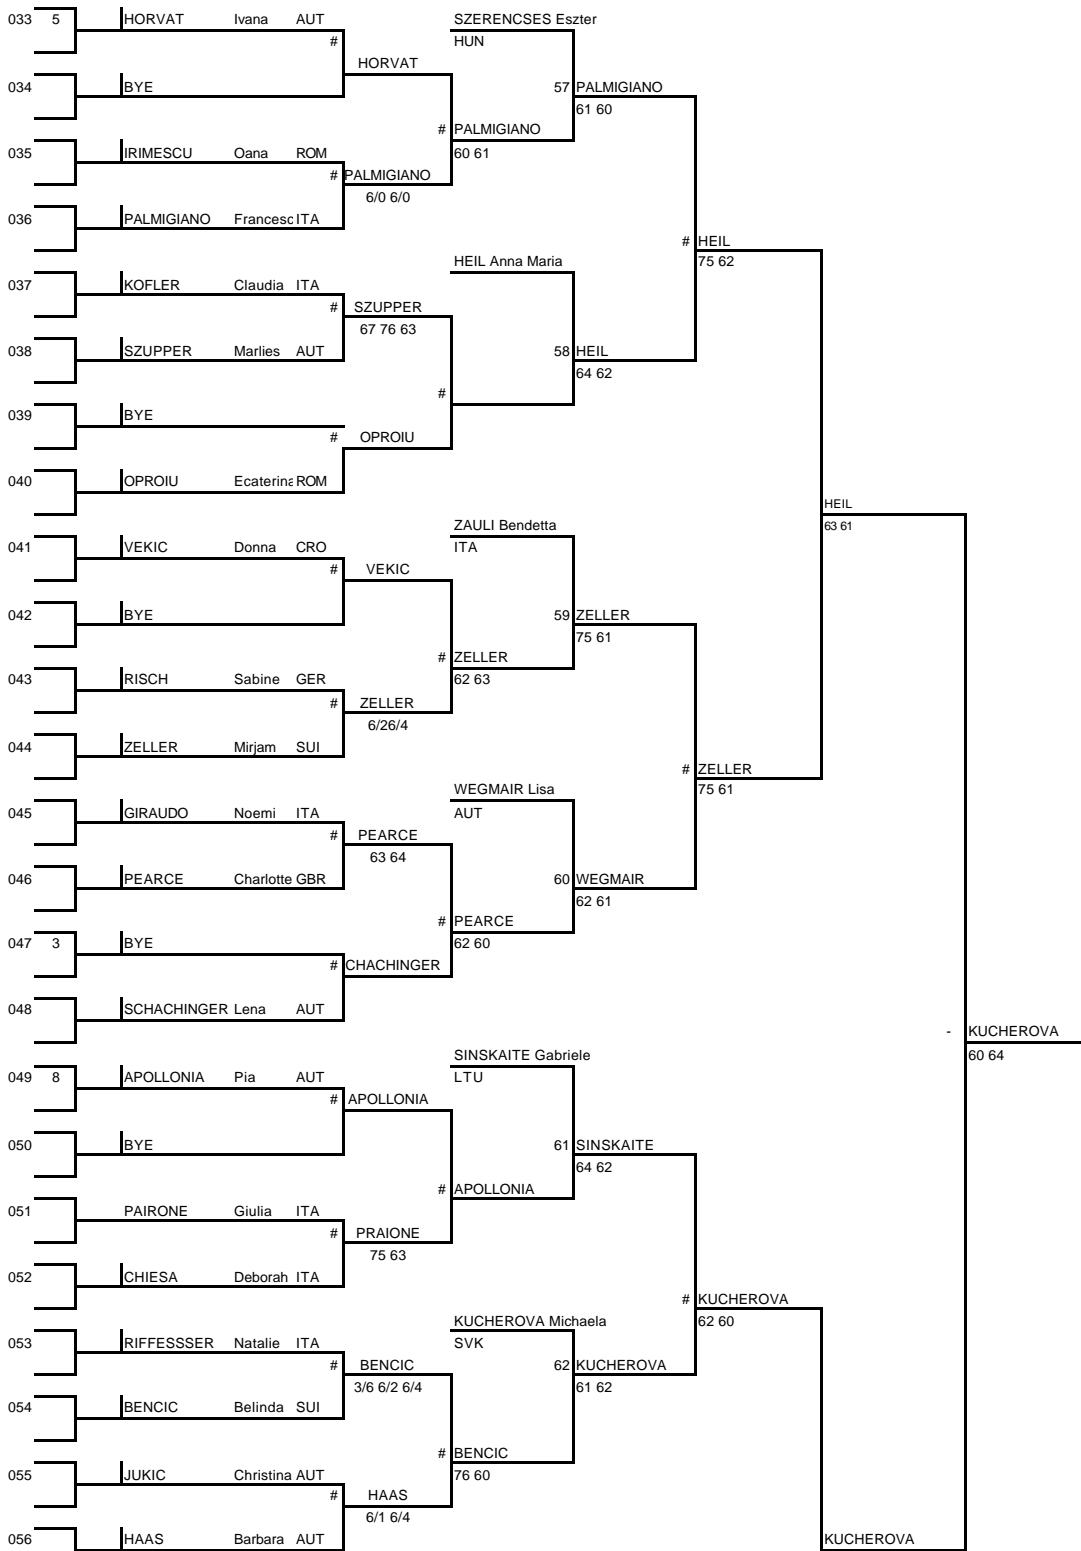 033 5 HORVAT Ivana AUT
#
HORVAT
034 BYE
SZERENCSES Eszter
HUN
57 PALMIGIANO
61 60
# PALMIGIANO
60 61
035 IRIMESCU Oana ROM
# PALMIGIANO
6/0 6/0
036 PALMIGIANO Francesc ITA
# HEIL
75 62
HEIL Anna Maria
037 KOFLER Claudia ITA
# SZUPPER
67 76 63
038 SZUPPER Marlies AUT
58 HEIL
64 62
#
039 BYE
# OPROIU
040 OPROIU Ecaterina ROM
HEIL
63 61
041 VEKIC Donna CRO
#
VEKIC
042 BYE
ZAULI Bendetta
ITA
59 ZELLER
75 61
# ZELLER
62 63
043 RISCH Sabine GER
# ZELLER
6/26/4
044 ZELLER Mirjam SUI
# ZELLER
75 61
WEGMAIR Lisa
AUT
045 GIRAUDO Noemi ITA
# PEARCE
63 64
046 PEARCE Charlotte GBR
60 WEGMAIR
62 61
# PEARCE
62 60
047 3 BYE
# CHACHINGER
048 SCHACHINGER Lena AUT
- KUCHEROVA
60 64
049 8 APOLLONIA Pia AUT
# APOLLONIA
050 BYE
SINSKAITE Gabriele
LTU
61 SINSKAITE
64 62
# APOLLONIA
051 PAIRONE Giulia ITA
# PRAIONE
75 63
052 CHIESA Deborah ITA
# KUCHEROVA
62 60
KUCHEROVA Michaela
SVK
053 RIFFESSSER Natalie ITA
# BENCIC
3/6 6/2 6/4
62 KUCHEROVA
61 62
054 BENCIC Belinda SUI
# BENCIC
76 60
055 JUKIC Christina AUT
# HAAS
6/1 6/4
056 HAAS Barbara AUT
KUCHEROVA